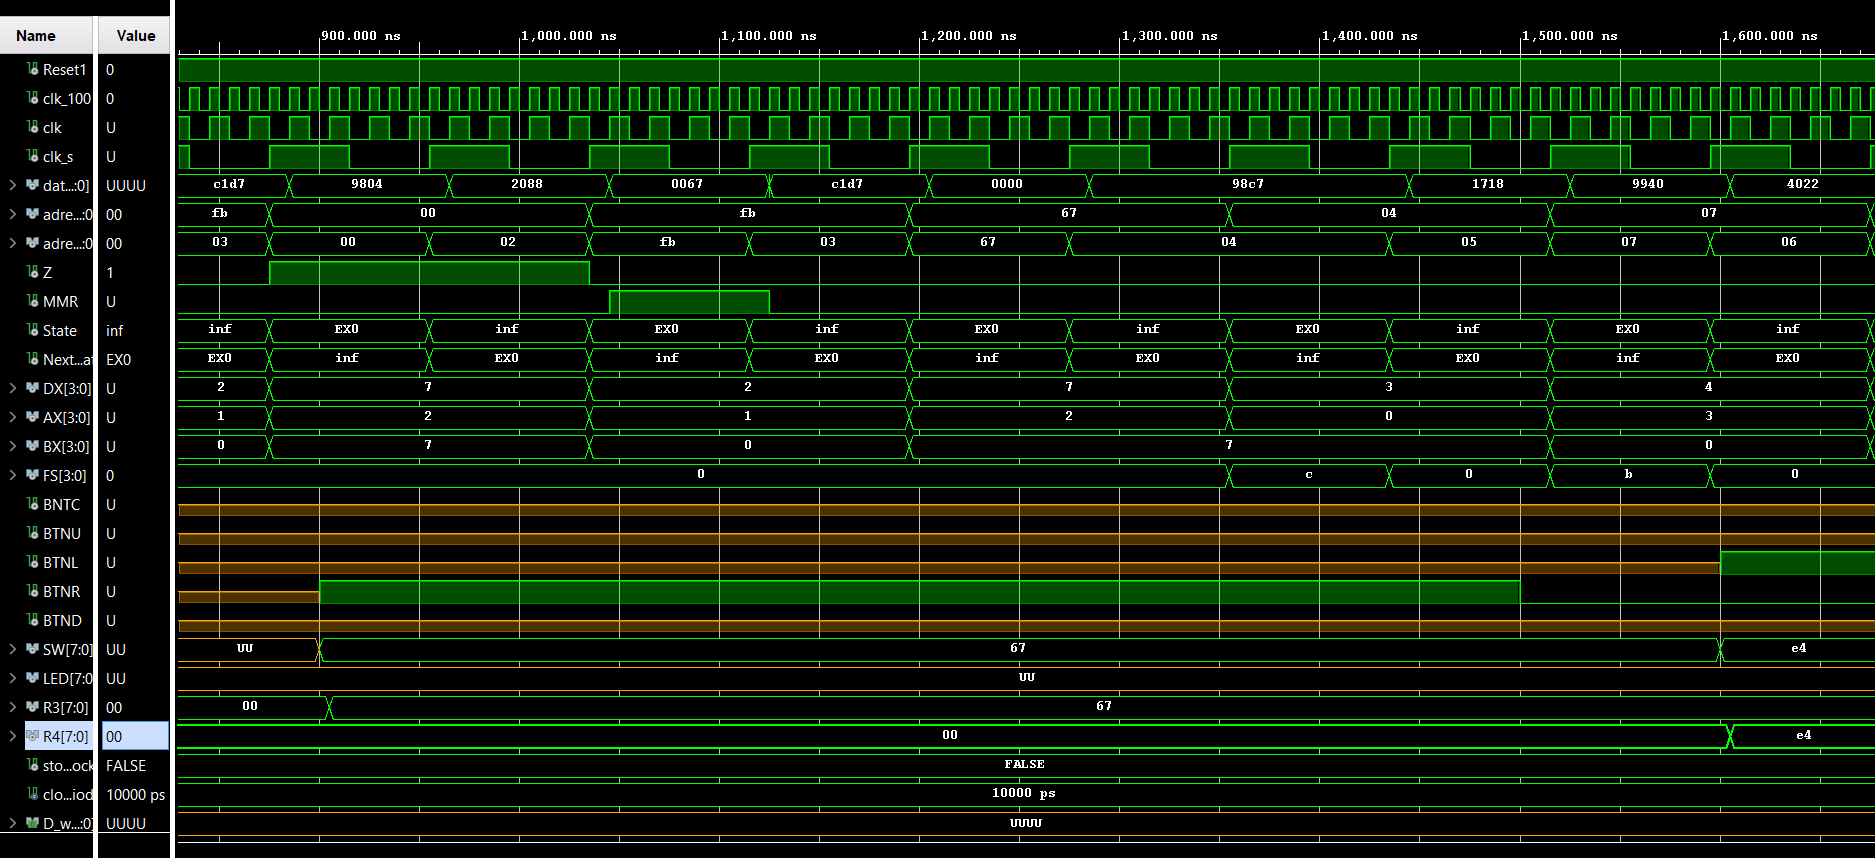 Name Value 900.000 ns 1,000.000 ns 1,100.000 ns 1,200.000 ns 1,300.000 ns 1,400.000 ns 1,500.000 ns 1,600.000 ns
Reset1 0
clk_100 0
clk U
clk_s U
dat...:0] UUUU c1d7 9804 2088 0067 c1d7 0000 98c7 1718 9940 4022
adre...:0 00 fb 00 fb 67 04 07
adre...:0 00 03 00 02 fb 03 67 04 05 07 06
Z 1
MMR U
State inf inf EX0 inf EX0 inf EX0 inf EX0 inf EX0 inf
Next...at EX0 EX0 inf EX0 inf EX0 inf EX0 inf EX0 inf EX0
DX[3:0] U 2 7 2 7 3 4
AX[3:0] U 1 2 1 2 0 3
BX[3:0] U 0 7 0 7 0
FS[3:0] 0 0 c 0 b 0
BNTC U
BTNU U
BTNL U
BTNR U
BTND U
SW[7:0] UU UU 67 e4
LED[7:0 UU UU
R3[7:0] 00 00 67
R4[7:0] 00 00 e4
sto...ock FALSE FALSE
clo...iod 10000 ps 10000 ps
D_w...:0] UUUU UUUU